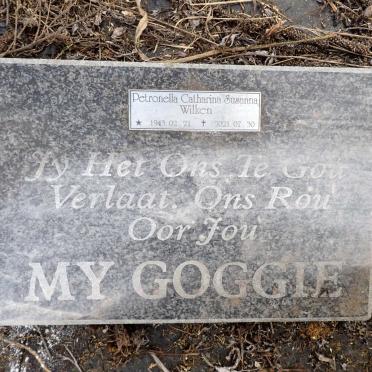 Petronella Catharina Susanna
Wilken
★ 1943. 02. 21 ✝ 2021. 07. 30
Jy Het Ons Te Gou
Verlaat. Ons Rou
Oor Jou
MY GOGGIE